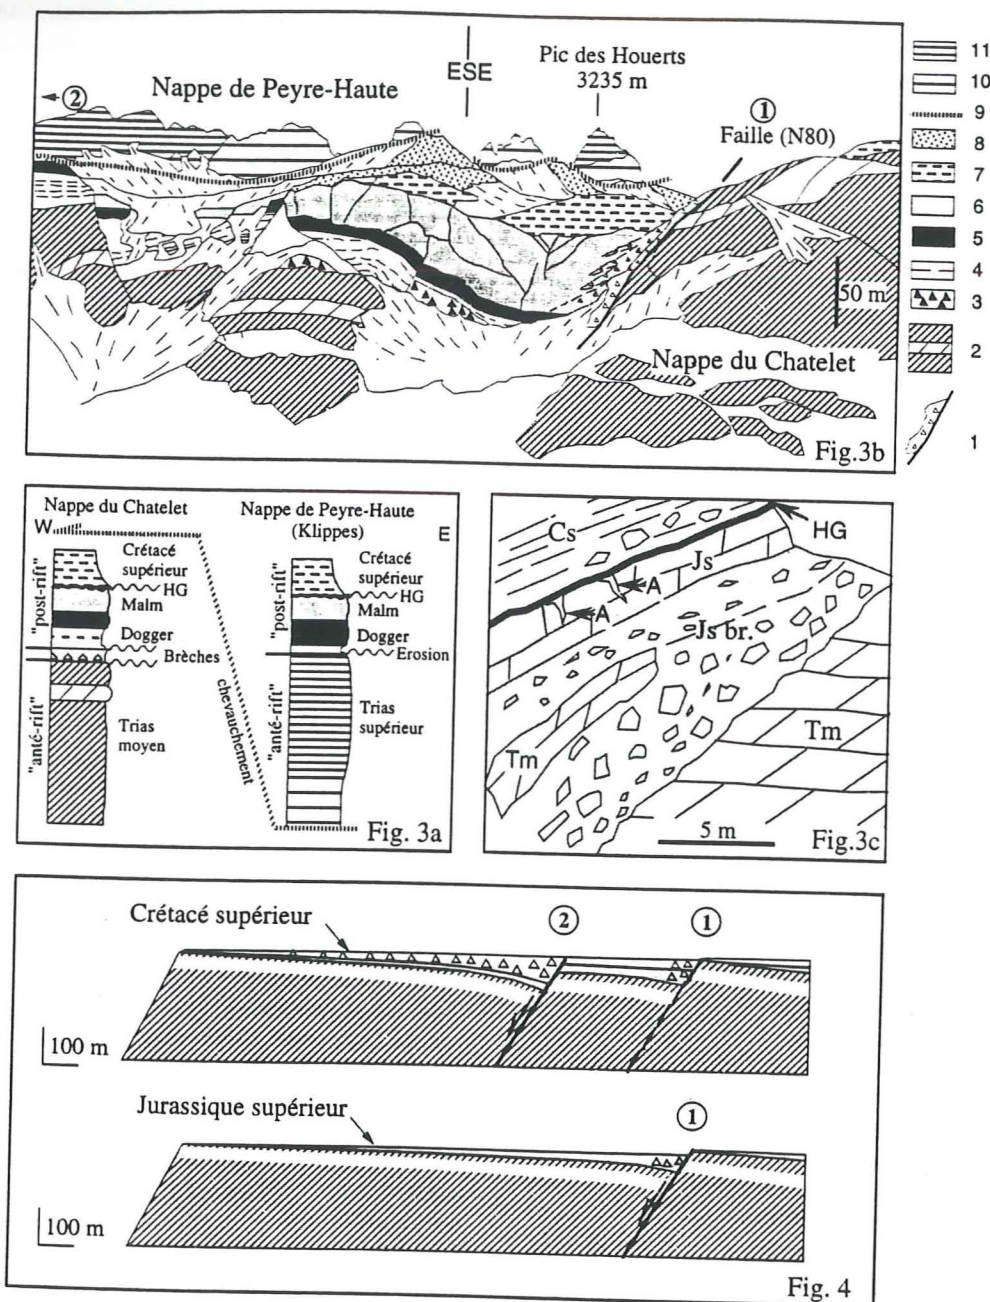 ESE
Pic des Houerts
3235 m
②
Nappe de Peyre-Haute
①
Faille (N80)
50 m
Nappe du Chatelet
Fig.3b
11
10
9
8
7
6
5
4
3
2
1
Nappe du Chatelet
W
"post-rift"
Crétacé
supérieur
HG
Malm
Dogger
Brèches
"anté-rift"
Trias
moyen
chevauchement
Nappe de Peyre-Haute
(Klippes)
E
"post-rift"
Crétacé
supérieur
HG
Malm
Dogger
Erosion
"anté-rift"
Trias
supérieur
Fig. 3a
Cs
HG
Js
A
A
Js br.
Tm
Tm
5 m
Fig.3c
Crétacé supérieur
②
①
100 m
Jurassique supérieur
①
100 m
Fig. 4